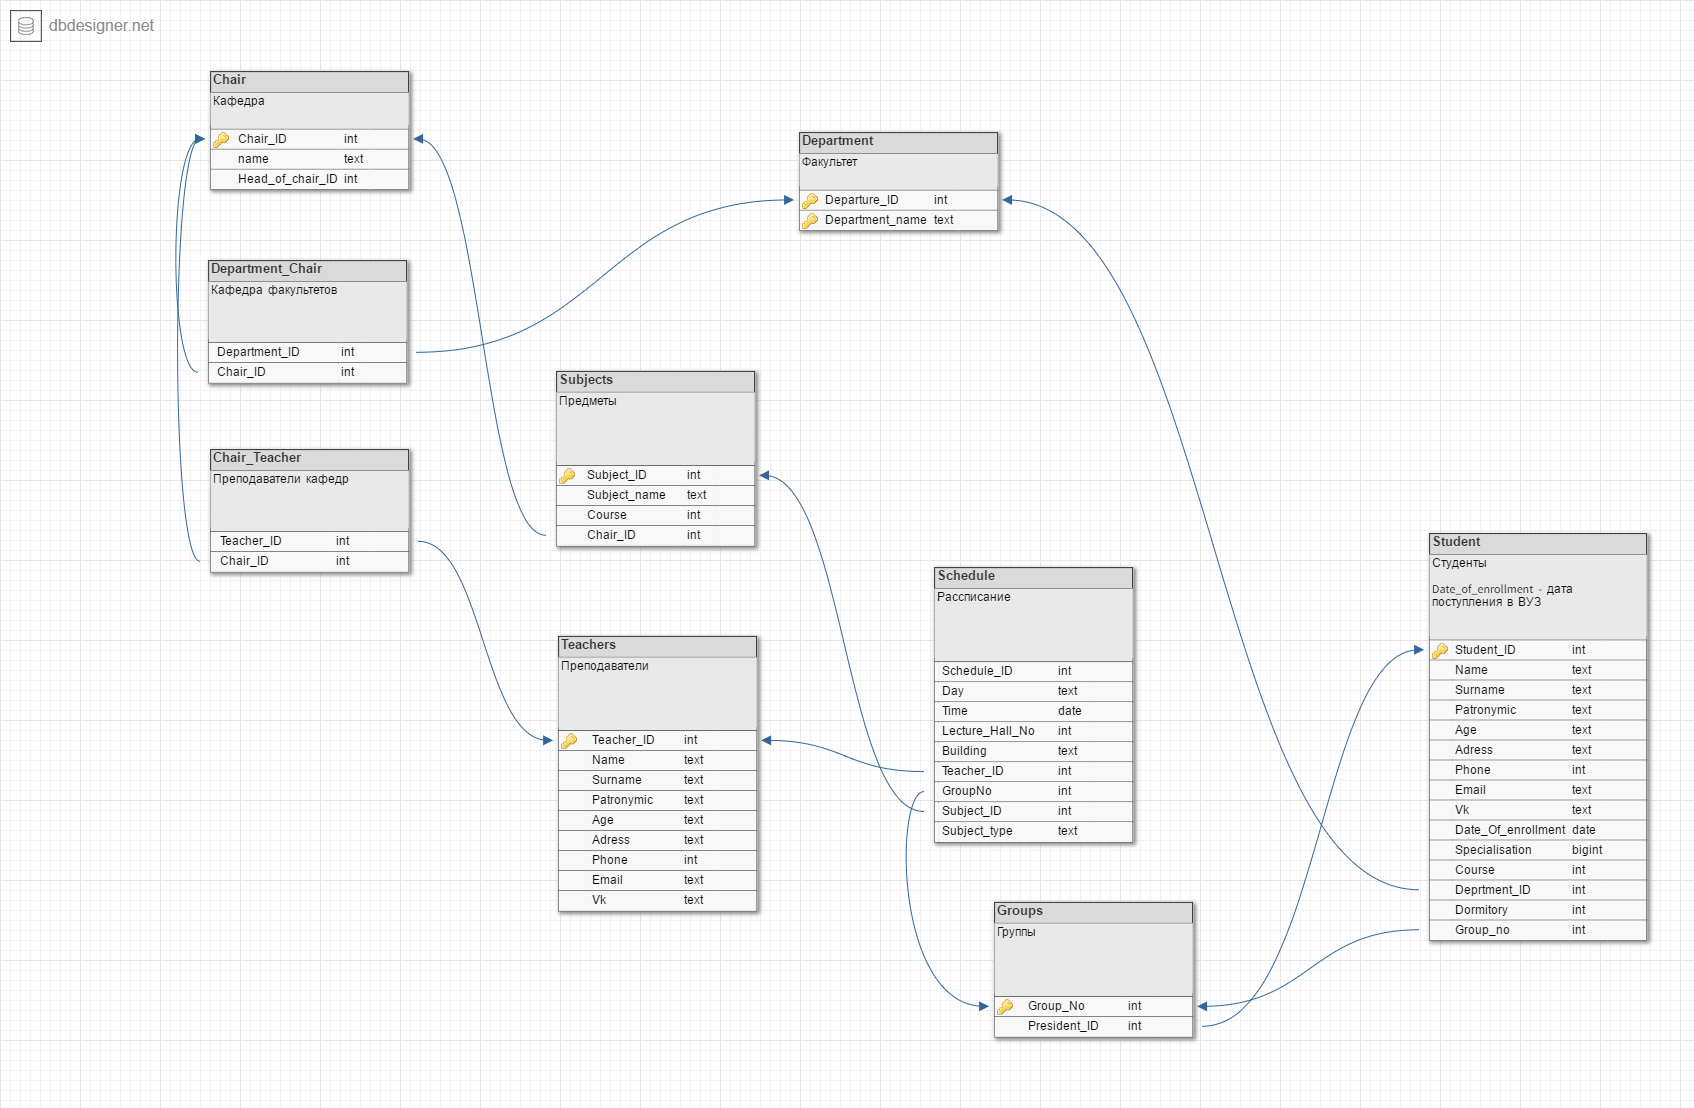 dbdesigner.net
Chair
Кафедра
Chair_ID int
name text
Head_of_chair_ID int
Department
Факультет
Departure_ID int
Department_name text
Department_Chair
Кафедра факультетов
Department_ID int
Chair_ID int
Subjects
Предметы
Subject_ID int
Subject_name text
Course int
Chair_ID int
Chair_Teacher
Преподаватели кафедр
Teacher_ID int
Chair_ID int
Teachers
Преподаватели
Teacher_ID int
Name text
Surname text
Patronymic text
Age text
Adress text
Phone int
Email text
Vk text
Schedule
Рассписание
Schedule_ID int
Day text
Time date
Lecture_Hall_No int
Building text
Teacher_ID int
GroupNo int
Subject_ID int
Subject_type text
Student
Студенты
Date_of_enrollment - дата
поступления в ВУЗ
Student_ID int
Name text
Surname text
Patronymic text
Age text
Adress text
Phone int
Email text
Vk text
Date_Of_enrollment date
Specialisation bigint
Course int
Deprtment_ID int
Dormitory int
Group_no int
Groups
Группы
Group_No int
President_ID int